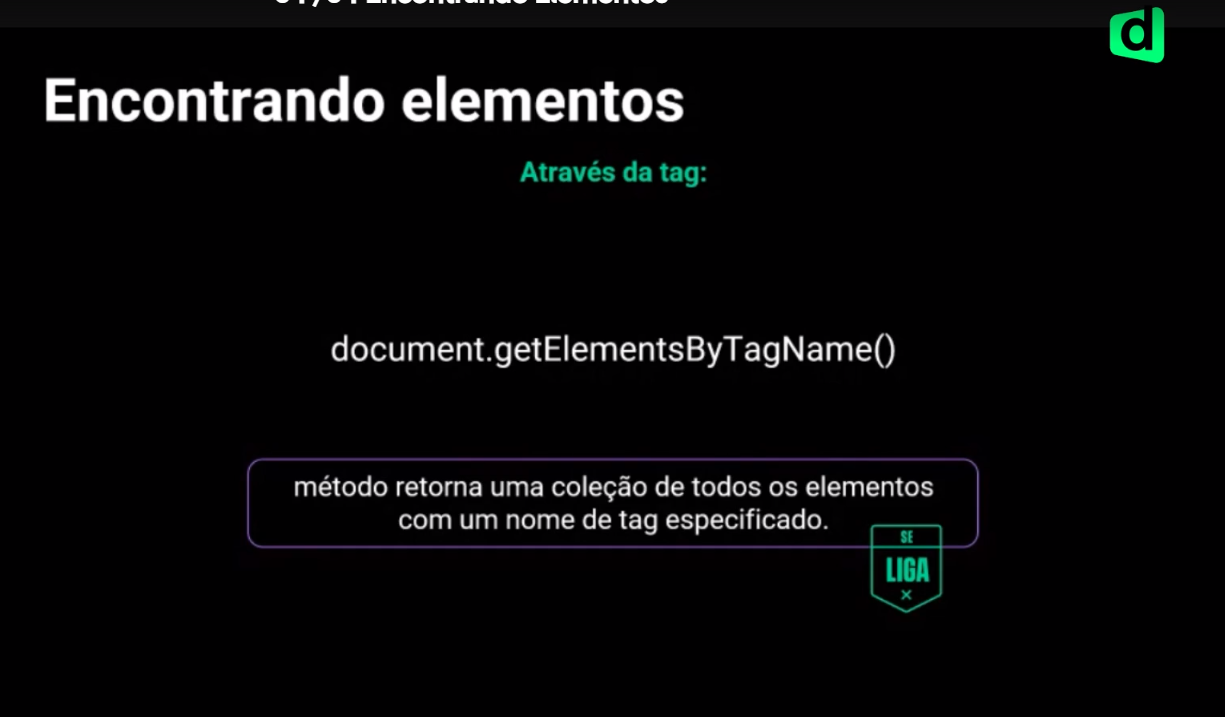 Encontrando Elementos
d
Encontrando elementos
Através da tag:
document.getElementsByTagName()
método retorna uma coleção de todos os elementos
com um nome de tag especificado.
SE
LIGA